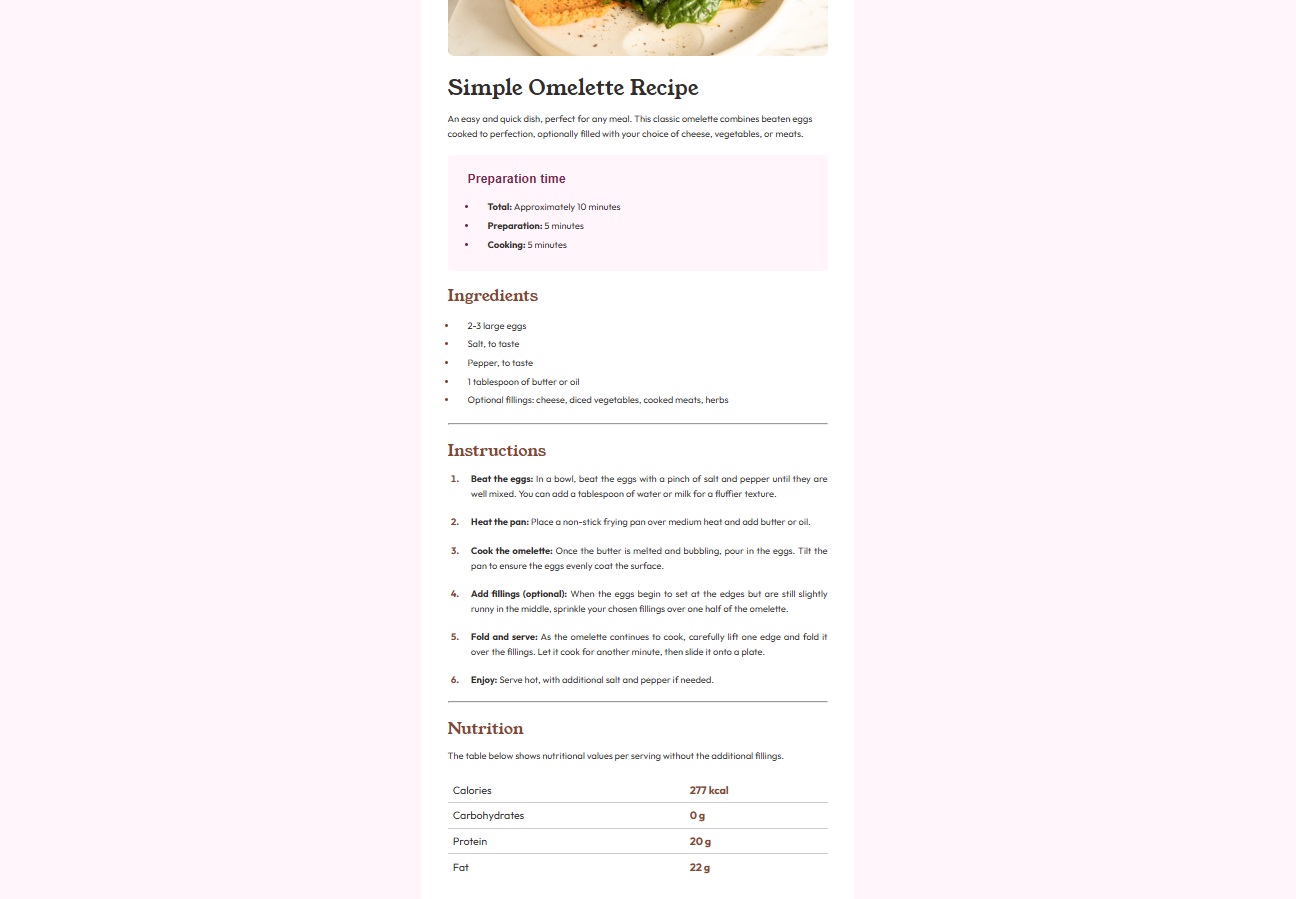 Simple Omelette Recipe
An easy and quick dish, perfect for any meal. This classic omelette combines beaten eggs
cooked to perfection, optionally filled with your choice of cheese, vegetables, or meats.
Preparation time
• Total: Approximately 10 minutes
• Preparation: 5 minutes
• Cooking: 5 minutes
Ingredients
• 2-3 large eggs
• Salt, to taste
• Pepper, to taste
• 1 tablespoon of butter or oil
• Optional fillings: cheese, diced vegetables, cooked meats, herbs
Instructions
1. Beat the eggs: In a bowl, beat the eggs with a pinch of salt and pepper until they are
well mixed. You can add a tablespoon of water or milk for a fluffier texture.
2. Heat the pan: Place a non-stick frying pan over medium heat and add butter or oil.
3. Cook the omelette: Once the butter is melted and bubbling, pour in the eggs. Tilt the
pan to ensure the eggs evenly coat the surface.
4. Add fillings (optional): When the eggs begin to set at the edges but are still slightly
runny in the middle, sprinkle your chosen fillings over one half of the omelette.
5. Fold and serve: As the omelette continues to cook, carefully lift one edge and fold it
over the fillings. Let it cook for another minute, then slide it onto a plate.
6. Enjoy: Serve hot, with additional salt and pepper if needed.
Nutrition
The table below shows nutritional values per serving without the additional fillings.
Calories 277 kcal
Carbohydrates 0 g
Protein 20 g
Fat 22 g